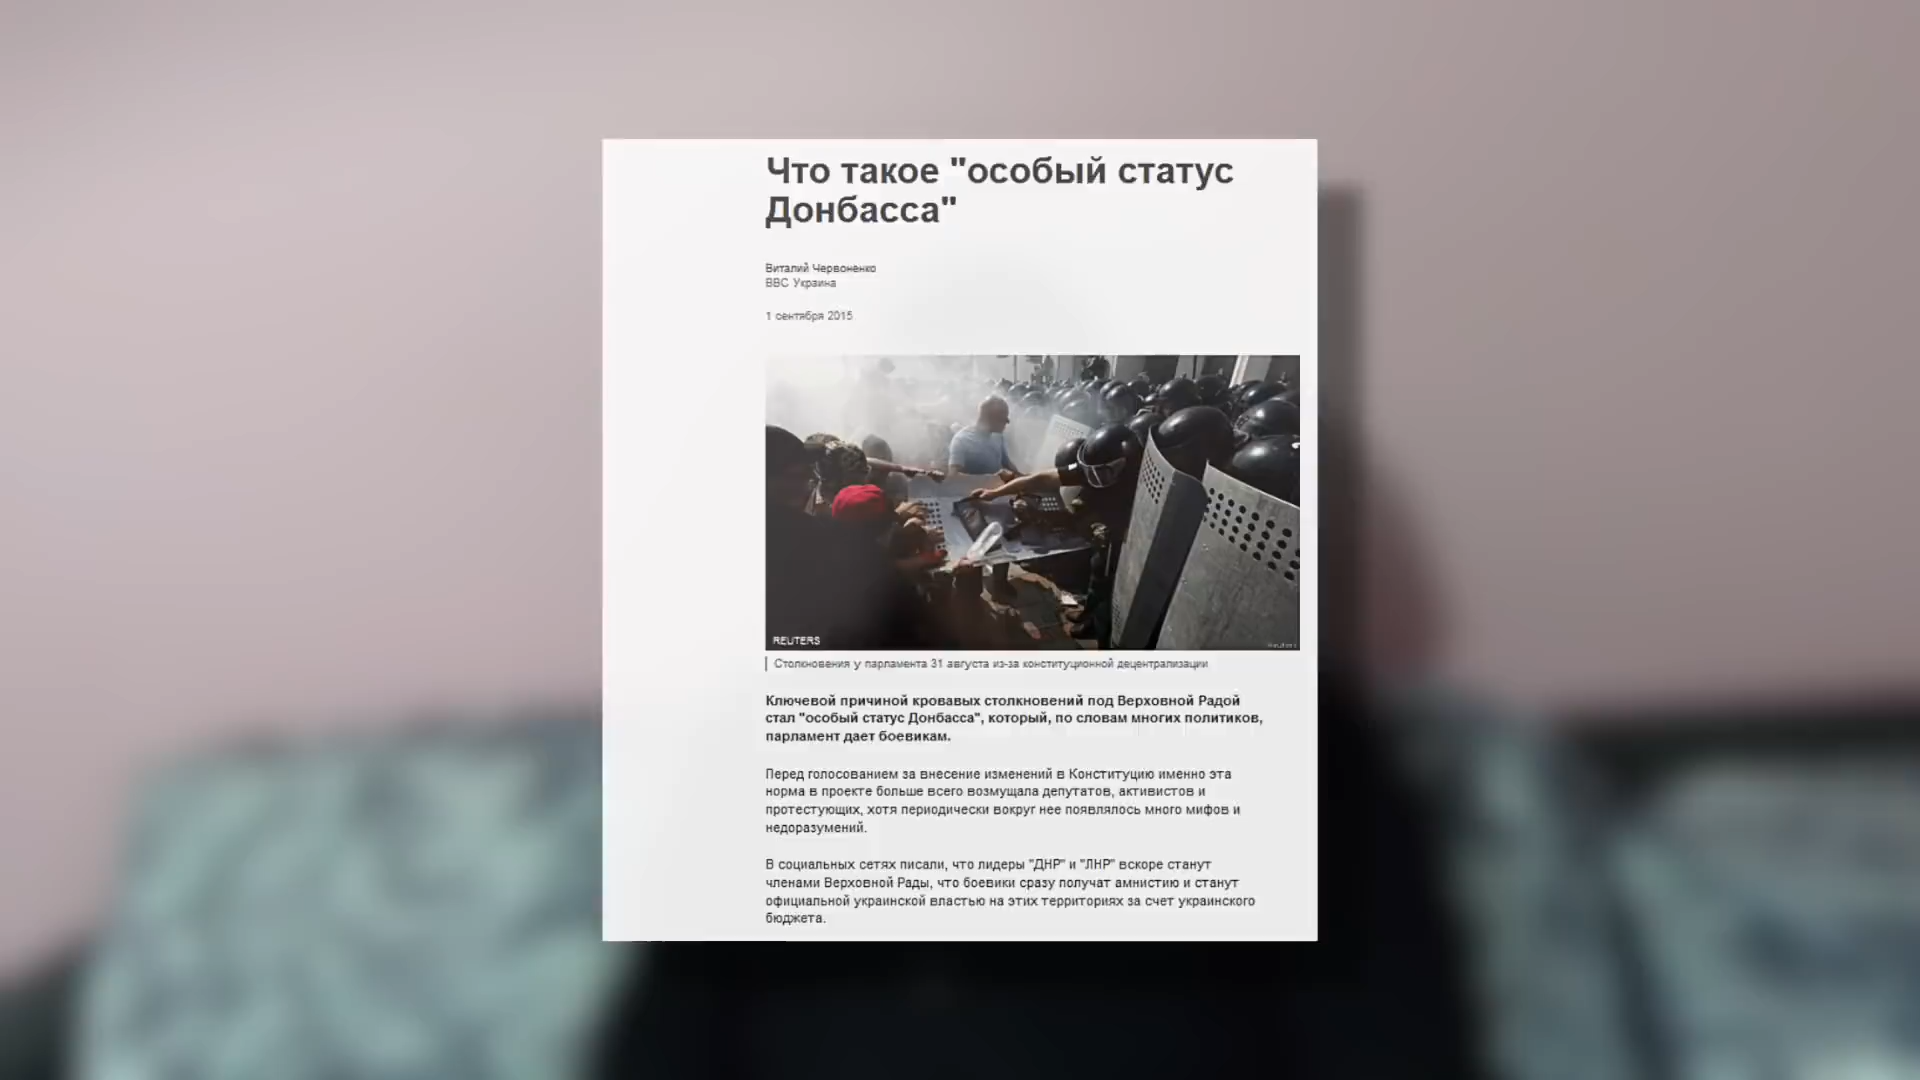 Что такое "особый статус
Донбасса"
Виталий Червоненко
BBC Украина
1 сентября 2015
REUTERS
Reuters
Столкновения у парламента 31 августа из-за конституционной децентрализации
Ключевой причиной кровавых столкновений под Верховной Радой
стал "особый статус Донбасса", который, по словам многих политиков,
парламент дает боевикам.
Перед голосованием за внесение изменений в Конституцию именно эта
норма в проекте больше всего возмущала депутатов, активистов и
протестующих, хотя периодически вокруг нее появлялось много мифов и
недоразумений.
В социальных сетях писали, что лидеры "ДНР" и "ЛНР" вскоре станут
членами Верховной Рады, что боевики сразу получат амнистию и станут
официальной украинской властью на этих территориях за счет украинского
бюджета.